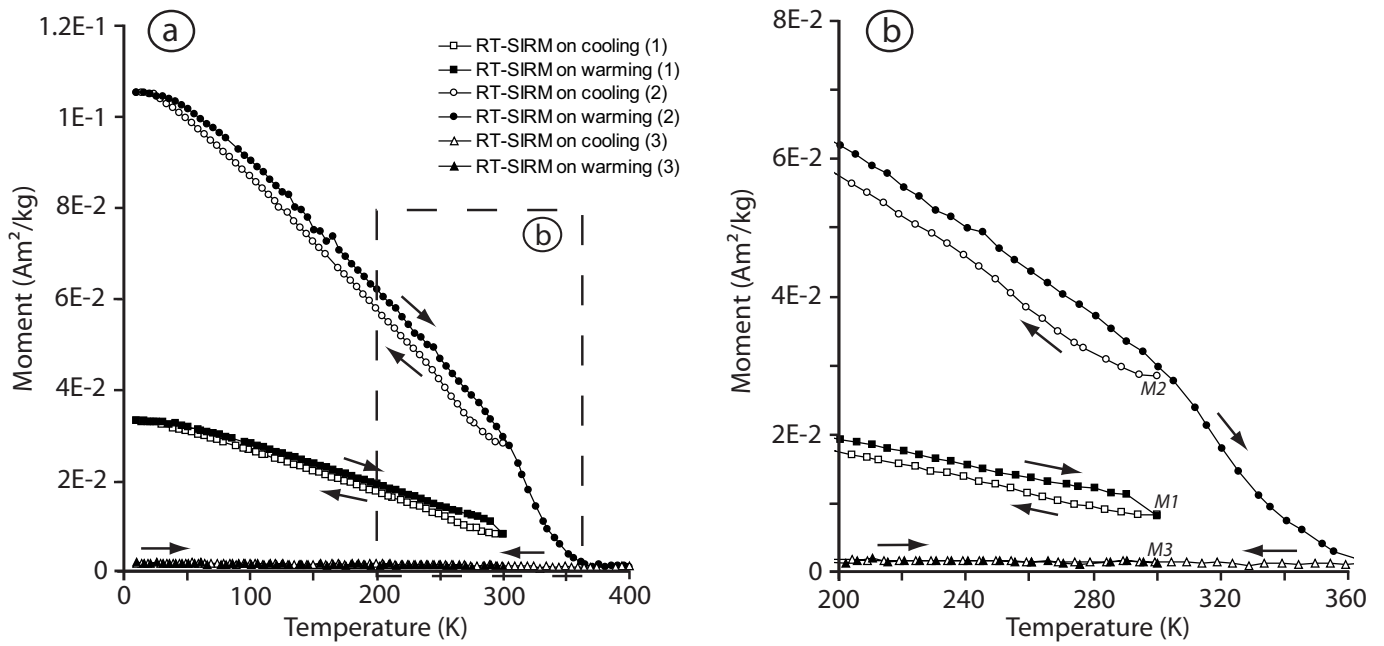 a
1.2E-1
1E-1
8E-2
6E-2
4E-2
2E-2
0
Moment (Am²/kg)
RT-SIRM on cooling (1)
RT-SIRM on warming (1)
RT-SIRM on cooling (2)
RT-SIRM on warming (2)
RT-SIRM on cooling (3)
RT-SIRM on warming (3)
b
0 100 200 300 400
Temperature (K)
b
8E-2
6E-2
4E-2
2E-2
0
Moment (Am²/kg)
M2
M1
M3
200 240 280 320 360
Temperature (K)